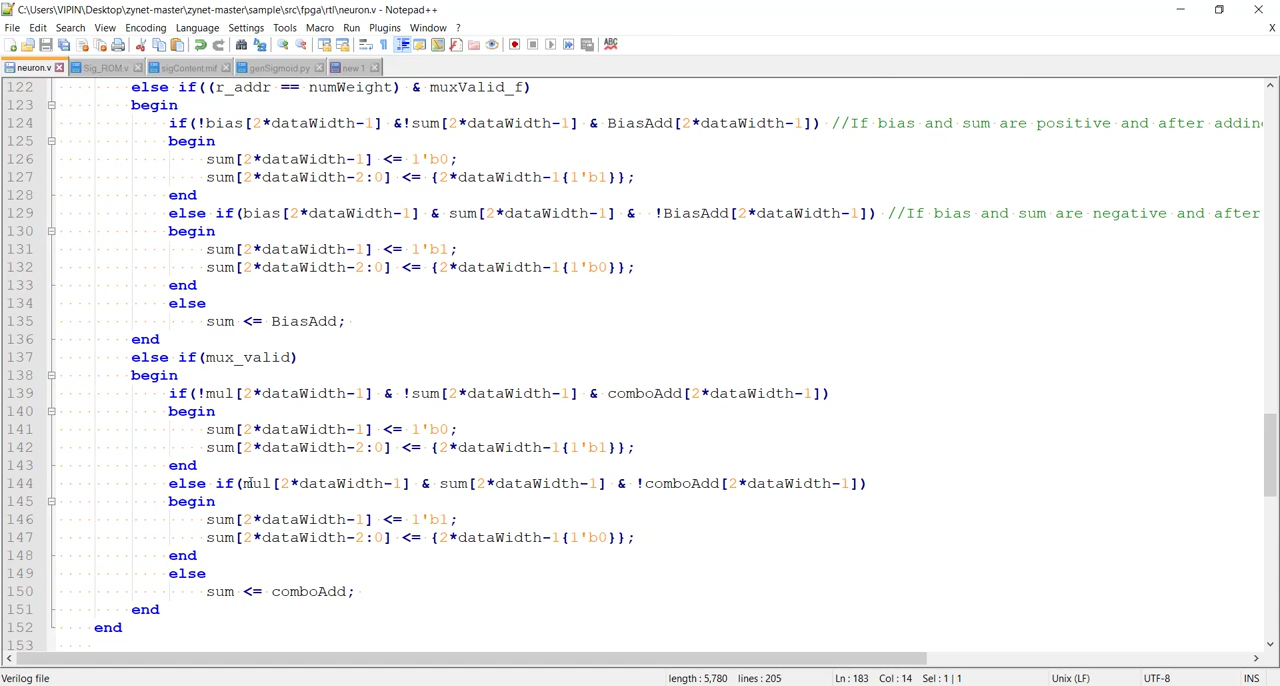 C:\Users\VIPIN\Desktop\zynet-master\zynet-master\sample\src\fpga\rtl\neuron.v - Notepad++
File Edit Search View Encoding Language Settings Tools Macro Run Plugins Window ? X
neuron.v Sig_ROM.v sigContent.mif genSigmoid.py new 1
122 else if((r_addr == numWeight) & muxValid_f)
123 begin
124 if(!bias[2*dataWidth-1] &!sum[2*dataWidth-1] & BiasAdd[2*dataWidth-1]) //If bias and sum are positive and after addin
125 begin
126 sum[2*dataWidth-1] <= 1'b0;
127 sum[2*dataWidth-2:0] <= {2*dataWidth-1{1'b1}};
128 end
129 else if(bias[2*dataWidth-1] & sum[2*dataWidth-1] & !BiasAdd[2*dataWidth-1]) //If bias and sum are negative and after
130 begin
131 sum[2*dataWidth-1] <= 1'b1;
132 sum[2*dataWidth-2:0] <= {2*dataWidth-1{1'b0}};
133 end
134 else
135 sum <= BiasAdd;
136 end
137 else if(mux_valid)
138 begin
139 if(!mul[2*dataWidth-1] & !sum[2*dataWidth-1] & comboAdd[2*dataWidth-1])
140 begin
141 sum[2*dataWidth-1] <= 1'b0;
142 sum[2*dataWidth-2:0] <= {2*dataWidth-1{1'b1}};
143 end
144 else if(mul[2*dataWidth-1] & sum[2*dataWidth-1] & !comboAdd[2*dataWidth-1])
145 begin
146 sum[2*dataWidth-1] <= 1'b1;
147 sum[2*dataWidth-2:0] <= {2*dataWidth-1{1'b0}};
148 end
149 else
150 sum <= comboAdd;
151 end
152 end
153
Verilog file length : 5,780 lines : 205 Ln : 183 Col : 14 Sel : 1 | 1 Unix (LF) UTF-8 INS